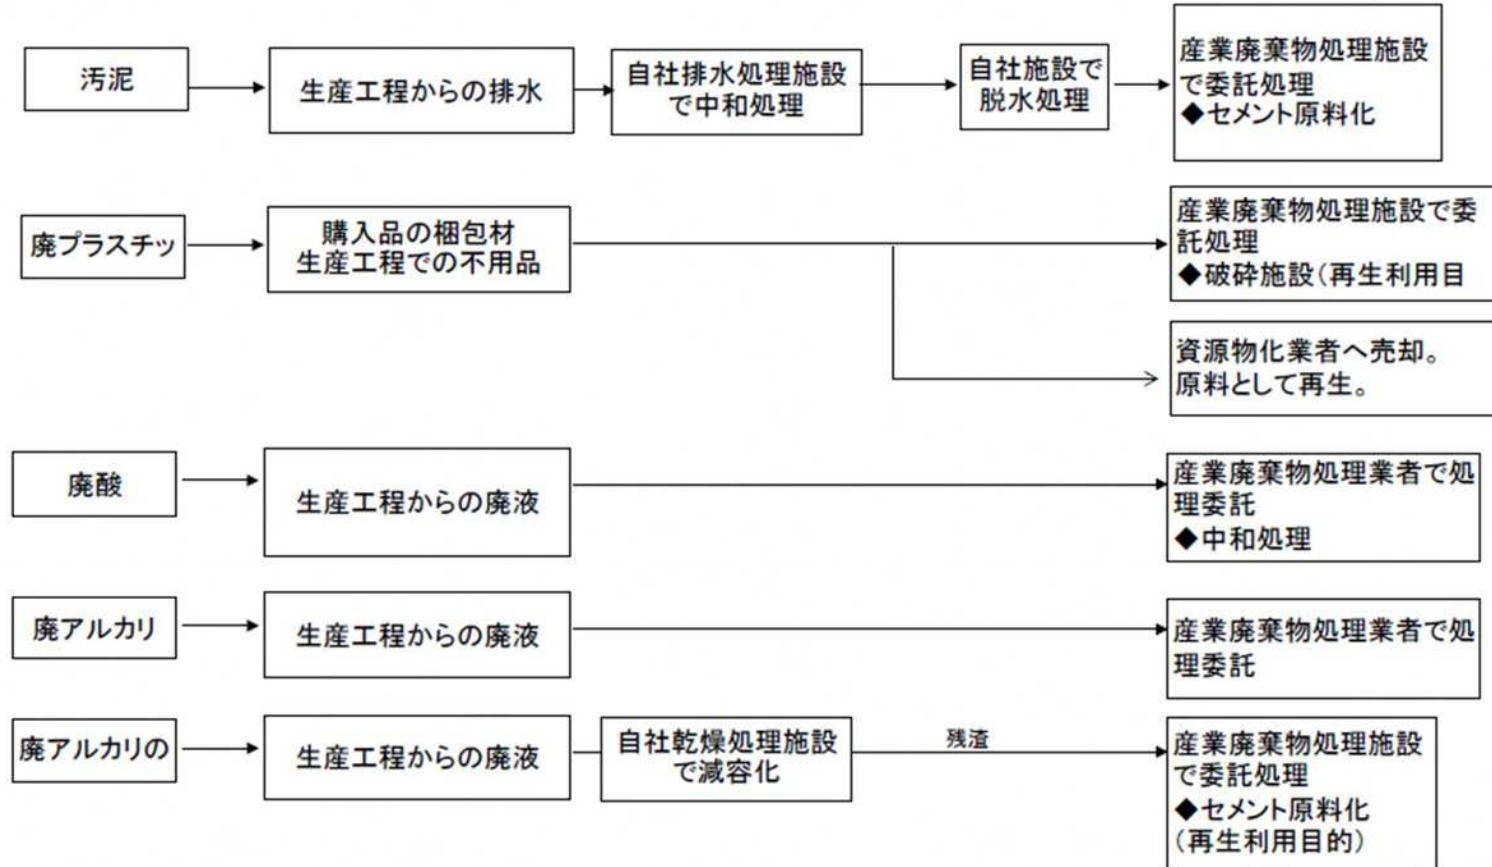 汚泥
生産工程からの排水
自社排水処理施設
で中和処理
自社施設で
脱水処理
産業廃棄物処理施設
で委託処理
◆セメント原料化
廃プラスチッ
購入品の梱包材
生産工程での不用品
産業廃棄物処理施設で委
託処理
◆破砕施設（再生利用目
資源物化業者へ売却。
原料として再生。
廃酸
生産工程からの廃液
産業廃棄物処理業者で処
理委託
◆中和処理
廃アルカリ
生産工程からの廃液
産業廃棄物処理業者で処
理委託
廃アルカリの
生産工程からの廃液
自社乾燥処理施設
で減容化
残渣
産業廃棄物処理施設
で委託処理
◆セメント原料化
（再生利用目的）